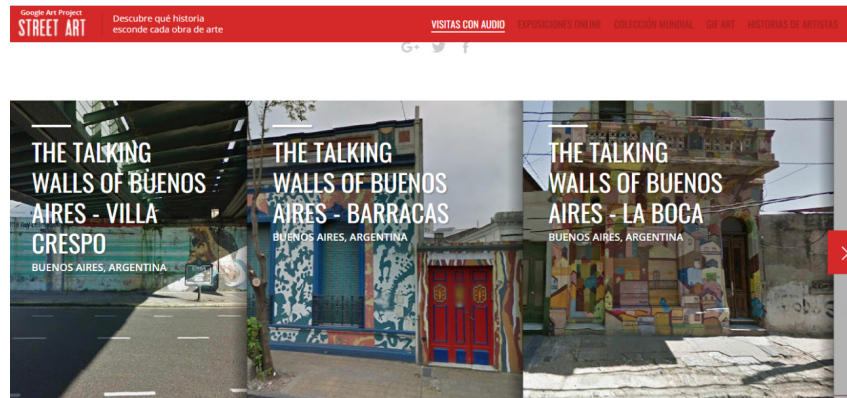 Google Art Project
STREET ART
Descubre qué historia
esconde cada obra de arte
VISITAS CON AUDIO
EXPOSICIONES ONLINE
COLECCIÓN MUNDIAL
GIF ART
HISTORIAS DE ARTISTAS
G+
f
THE TALKING
WALLS OF BUENOS
AIRES - VILLA
CRESPO
BUENOS AIRES, ARGENTINA
THE TALKING
WALLS OF BUENOS
AIRES - BARRACAS
BUENOS AIRES, ARGENTINA
THE TALKING
WALLS OF BUENOS
AIRES - LA BOCA
BUENOS AIRES, ARGENTINA